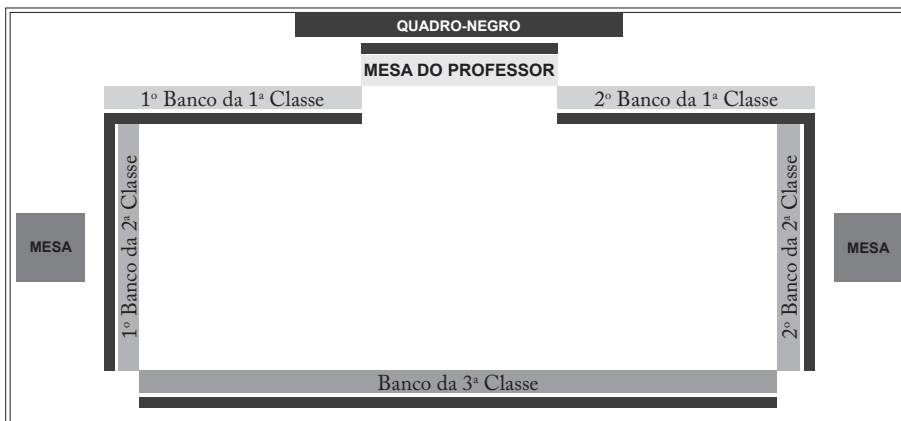 QUADRO-NEGRO
MESA DO PROFESSOR
1º Banco da 1ª Classe
2º Banco da 1ª Classe
1º Banco da 2ª Classe
2º Banco da 2ª Classe
MESA
MESA
Banco da 3ª Classe